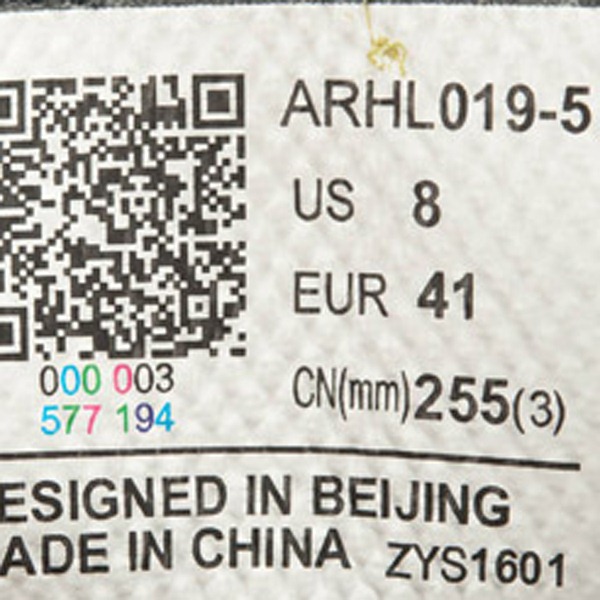 ARHL019-5
US 8
EUR 41
CN(mm)255(3)
000 003
577 194
ESIGNED IN BEIJING
ADE IN CHINA ZYS1601